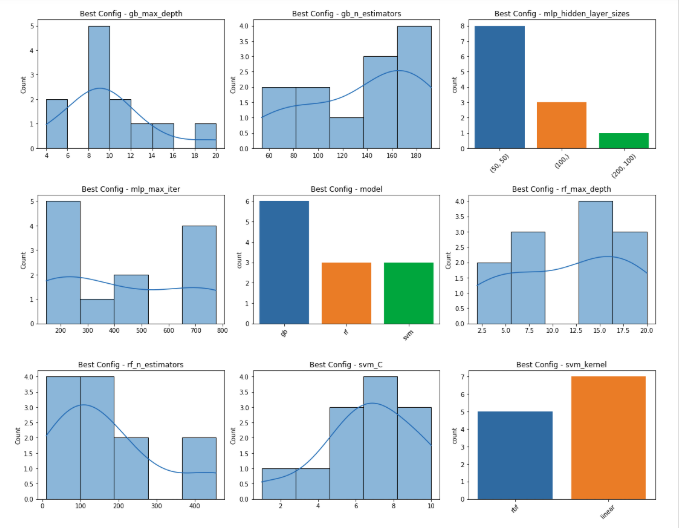 Best Config - gb_max_depth
Count
5
4
3
2
1
0
4 6 8 10 12 14 16 18 20
Best Config - gb_n_estimators
Count
4.0
3.5
3.0
2.5
2.0
1.5
1.0
0.5
0.0
60 80 100 120 140 160 180
Best Config - mlp_hidden_layer_sizes
count
8
7
6
5
4
3
2
1
0
(50, 50) (100,) (200, 100)
Best Config - mlp_max_iter
Count
5
4
3
2
1
0
200 300 400 500 600 700 800
Best Config - model
count
6
5
4
3
2
1
0
gb rf svm
Best Config - rf_max_depth
Count
4.0
3.5
3.0
2.5
2.0
1.5
1.0
0.5
0.0
2.5 5.0 7.5 10.0 12.5 15.0 17.5 20.0
Best Config - rf_n_estimators
Count
4.0
3.5
3.0
2.5
2.0
1.5
1.0
0.5
0.0
0 100 200 300 400
Best Config - svm_C
Count
4.0
3.5
3.0
2.5
2.0
1.5
1.0
0.5
0.0
2 4 6 8 10
Best Config - svm_kernel
count
7
6
5
4
3
2
1
0
rbf linear